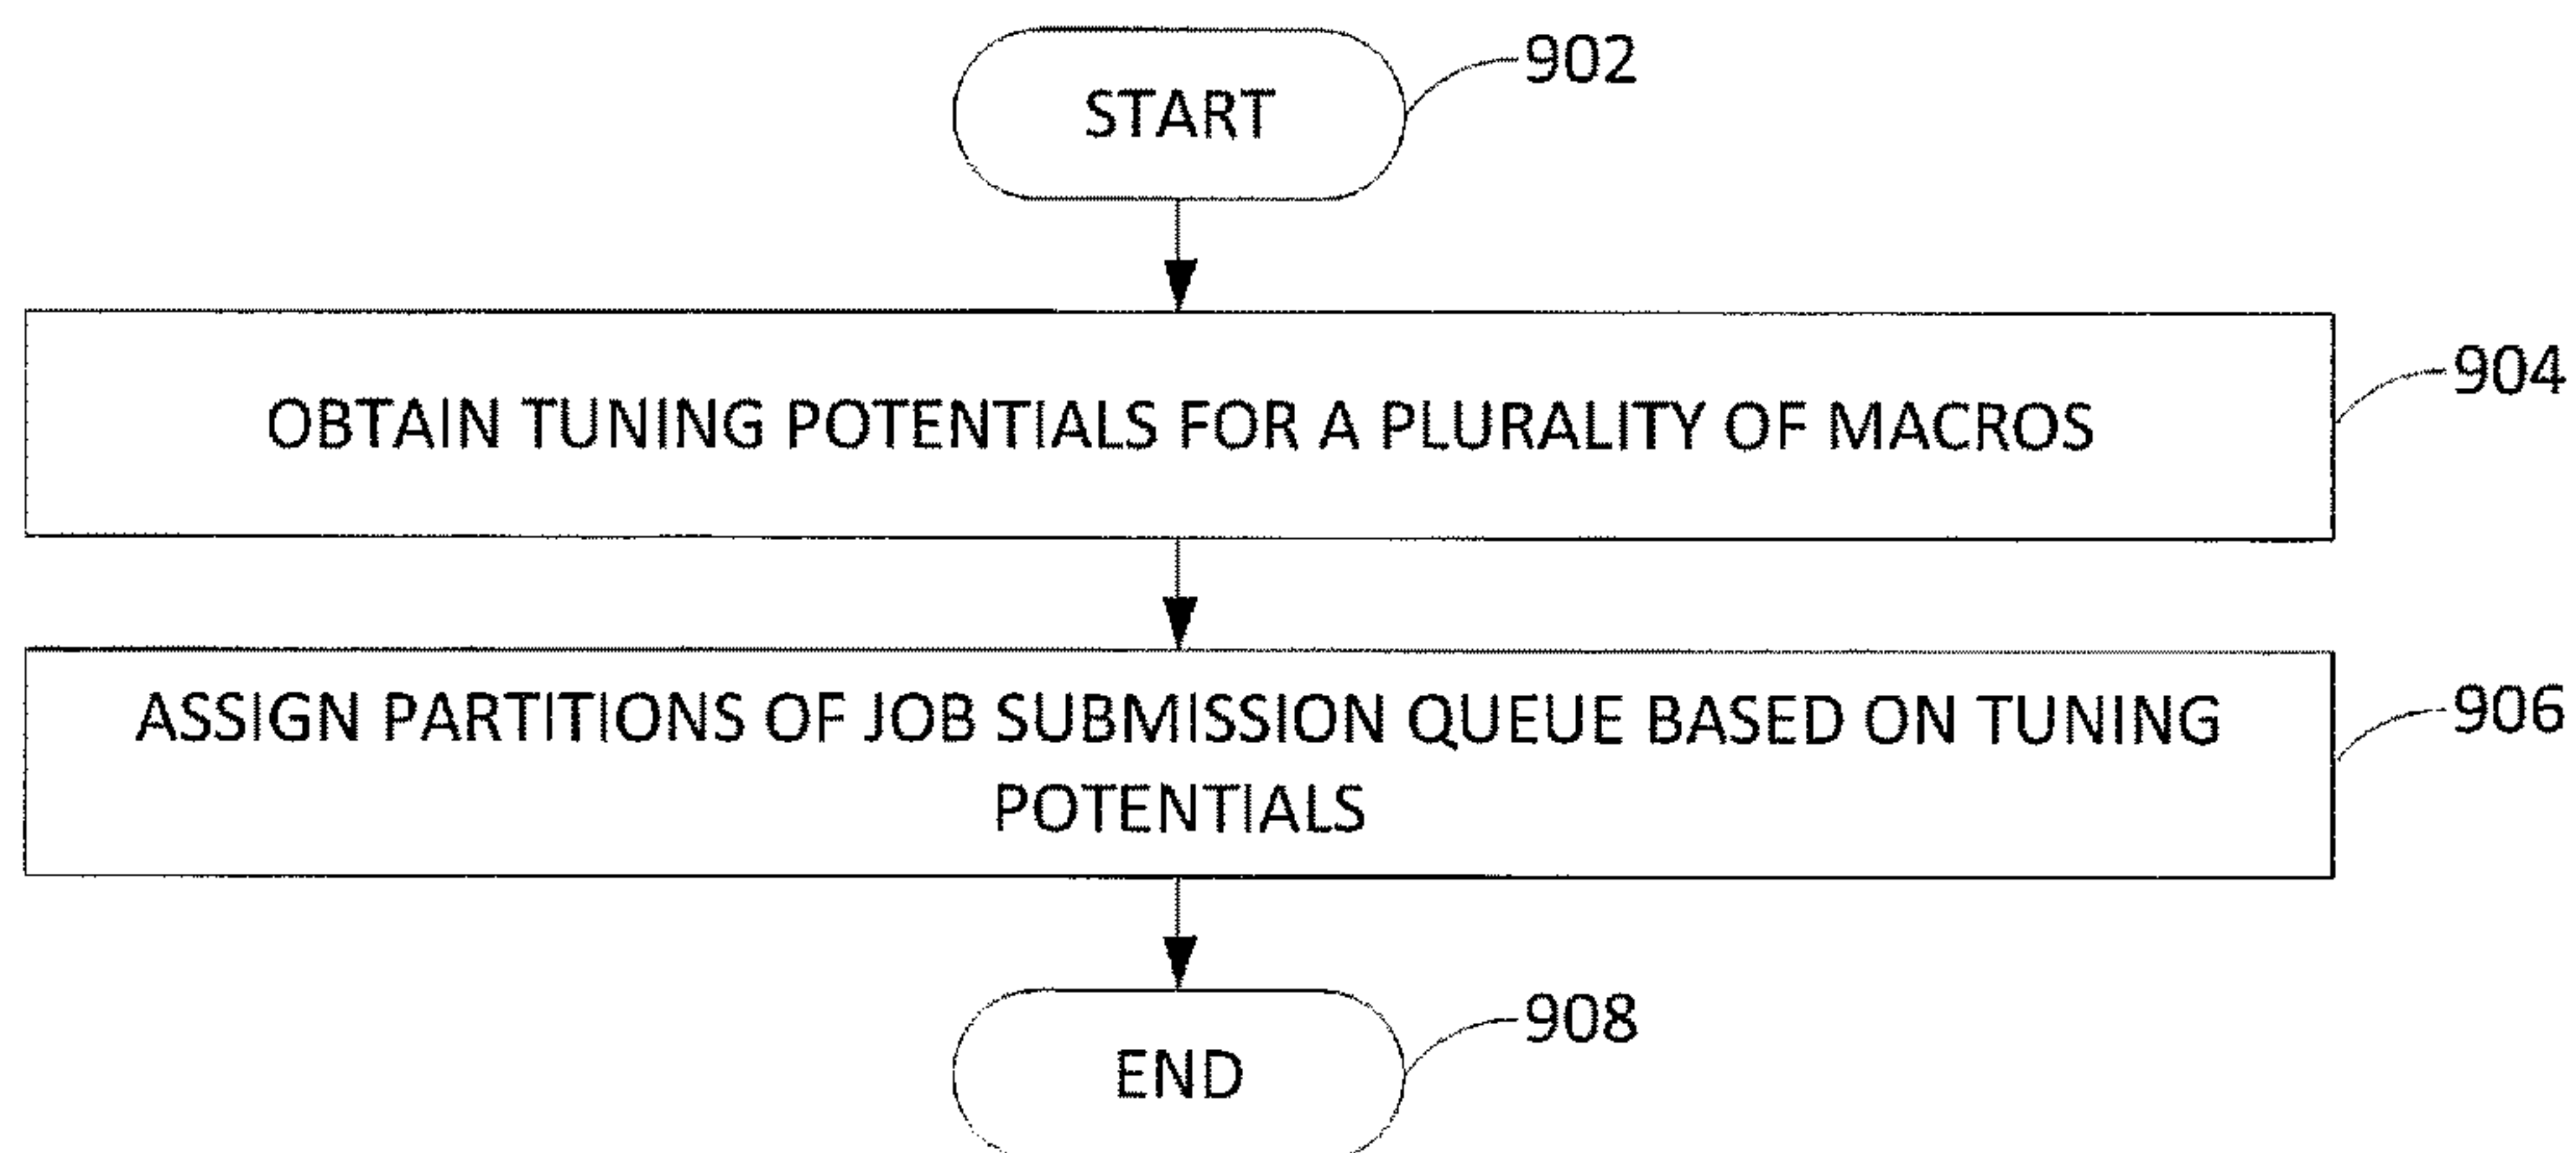 START
902
OBTAIN TUNING POTENTIALS FOR A PLURALITY OF MACROS
904
ASSIGN PARTITIONS OF JOB SUBMISSION QUEUE BASED ON TUNING
POTENTIALS
906
END
908